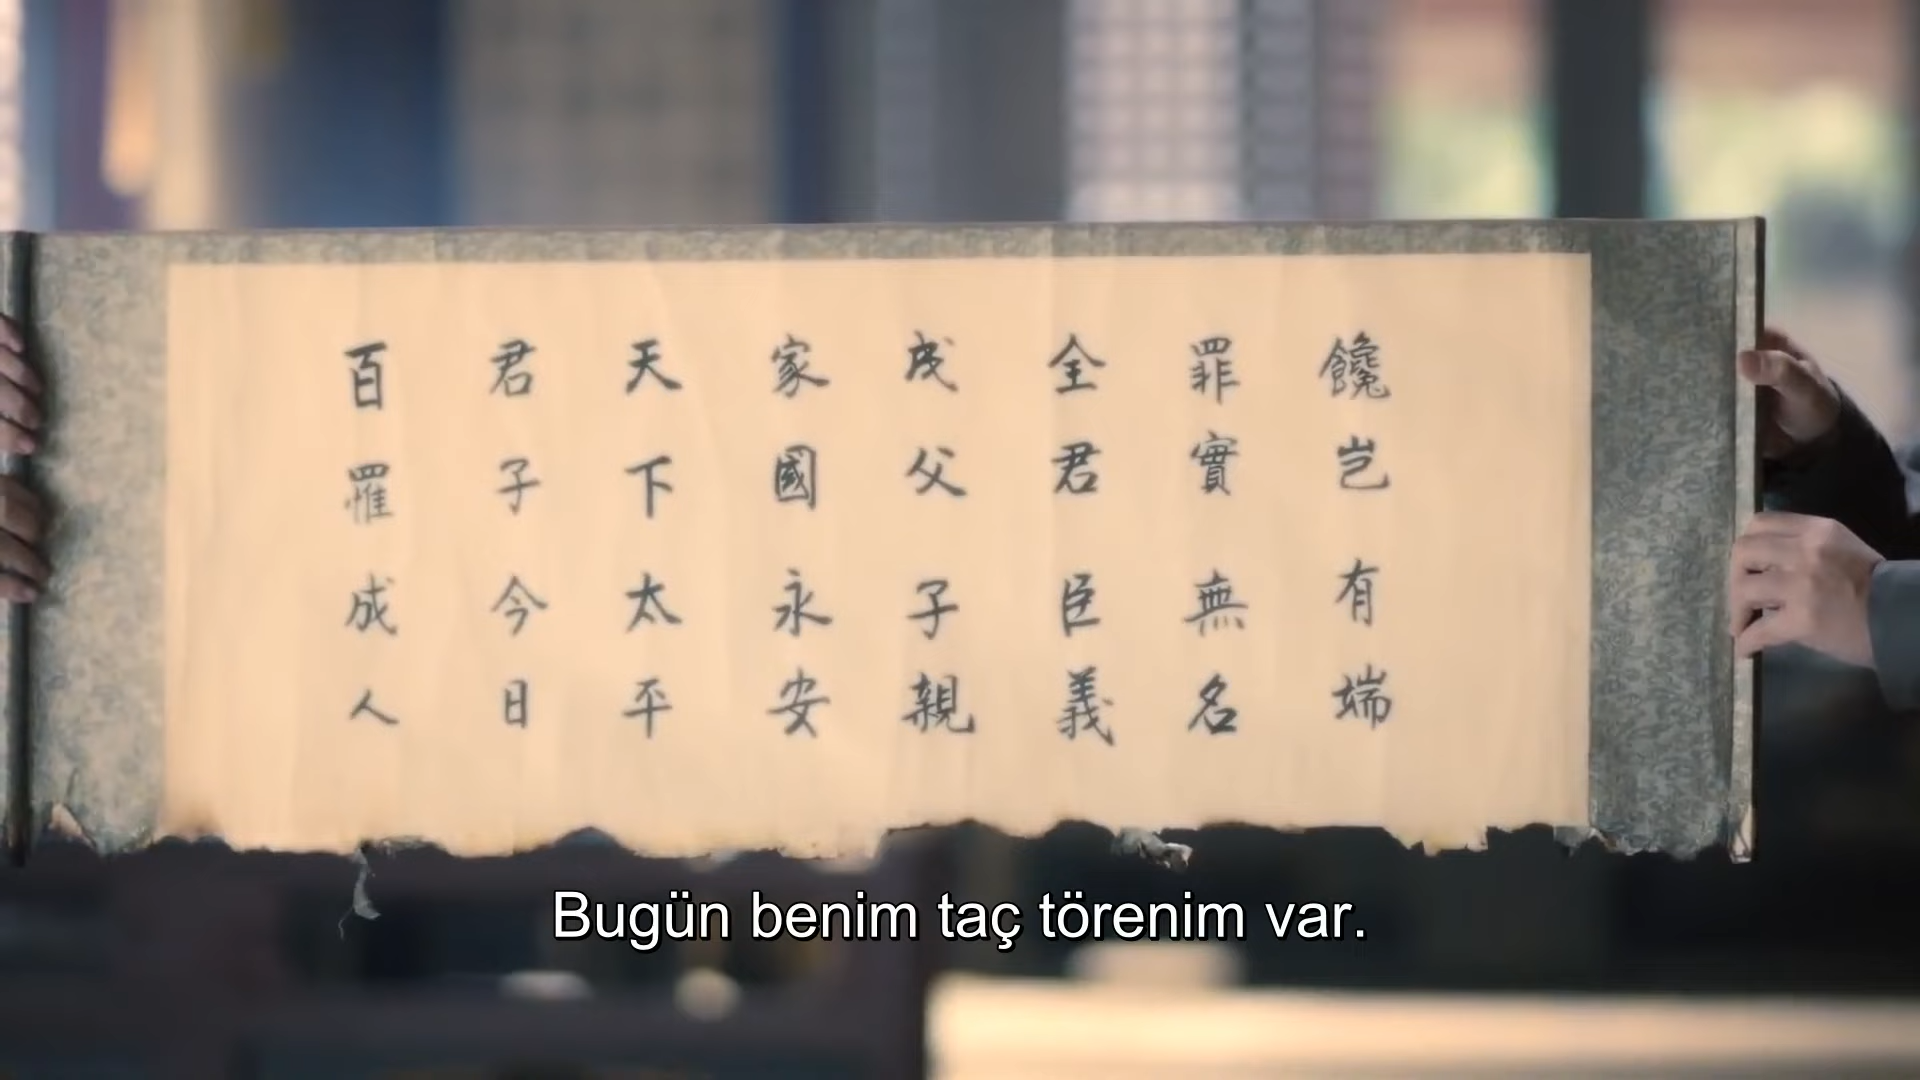 饞岂有端
罪實無名
全君臣義
成父子親
家國永安
天下太平
君子今日
百罹成人
Bugün benim taç törenim var.